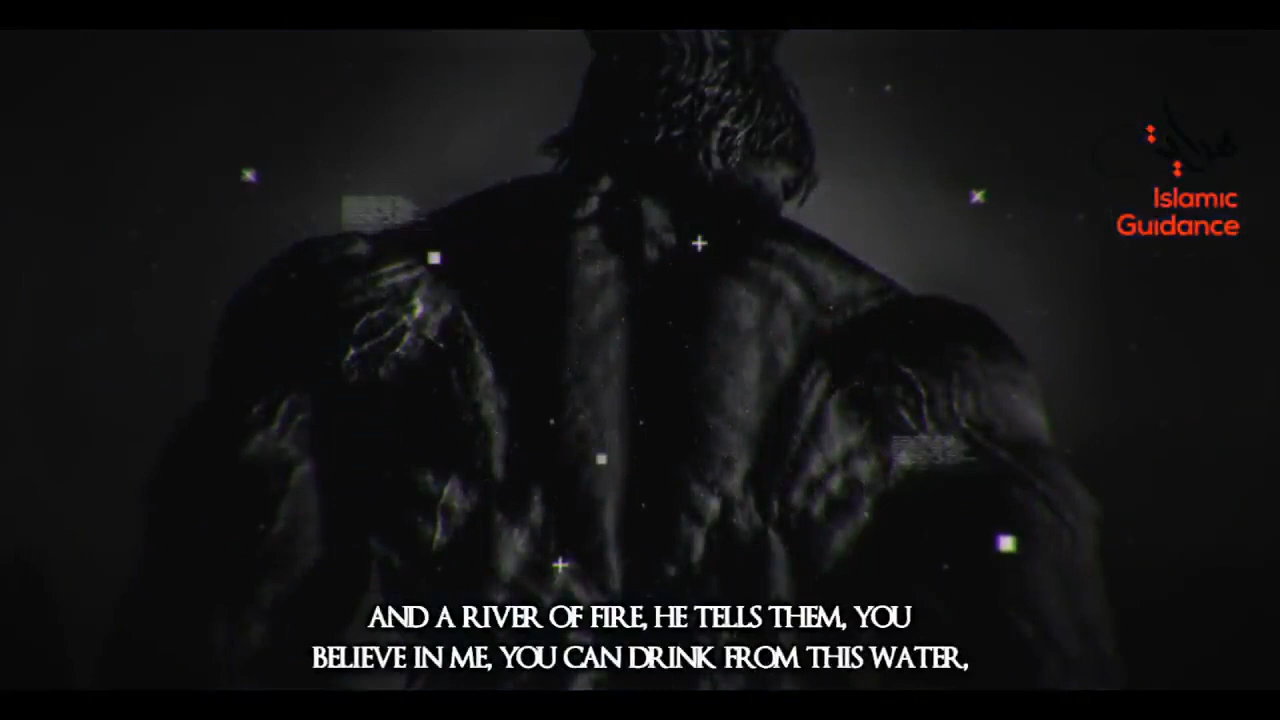 Islamic
Guidance
AND A RIVER OF FIRE, HE TELLS THEM, YOU
BELIEVE IN ME, YOU CAN DRINK FROM THIS WATER,